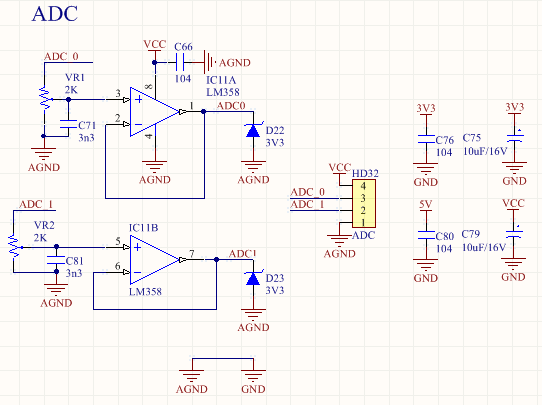 ADC
ADC_0
VR1
2K
C71
3n3
AGND
VCC
C66
104
AGND
IC11A
LM358
8
3
2
1
4
AGND
ADC0
D22
3V3
AGND
ADC_1
VR2
2K
C81
3n3
AGND
IC11B
5
6
7
LM358
ADC1
D23
3V3
AGND
VCC
HD32
ADC_0
ADC_1
4
3
2
1
ADC
AGND
3V3
C76
104
GND
3V3
C75
10uF/16V
GND
5V
C80
104
GND
VCC
C79
10uF/16V
GND
AGND
GND